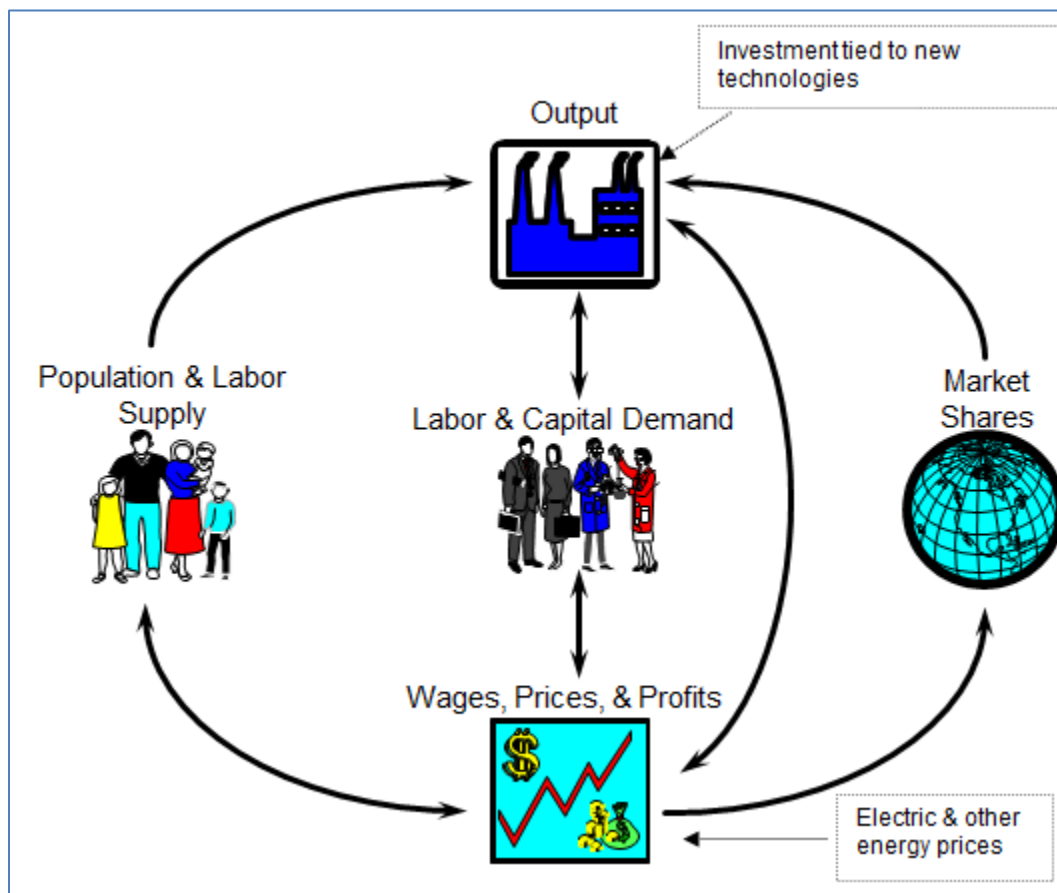 Investment tied to new
technologies
Output
Population & Labor
Supply
Labor & Capital Demand
Market
Shares
Wages, Prices, & Profits
$
$
Electric & other
energy prices